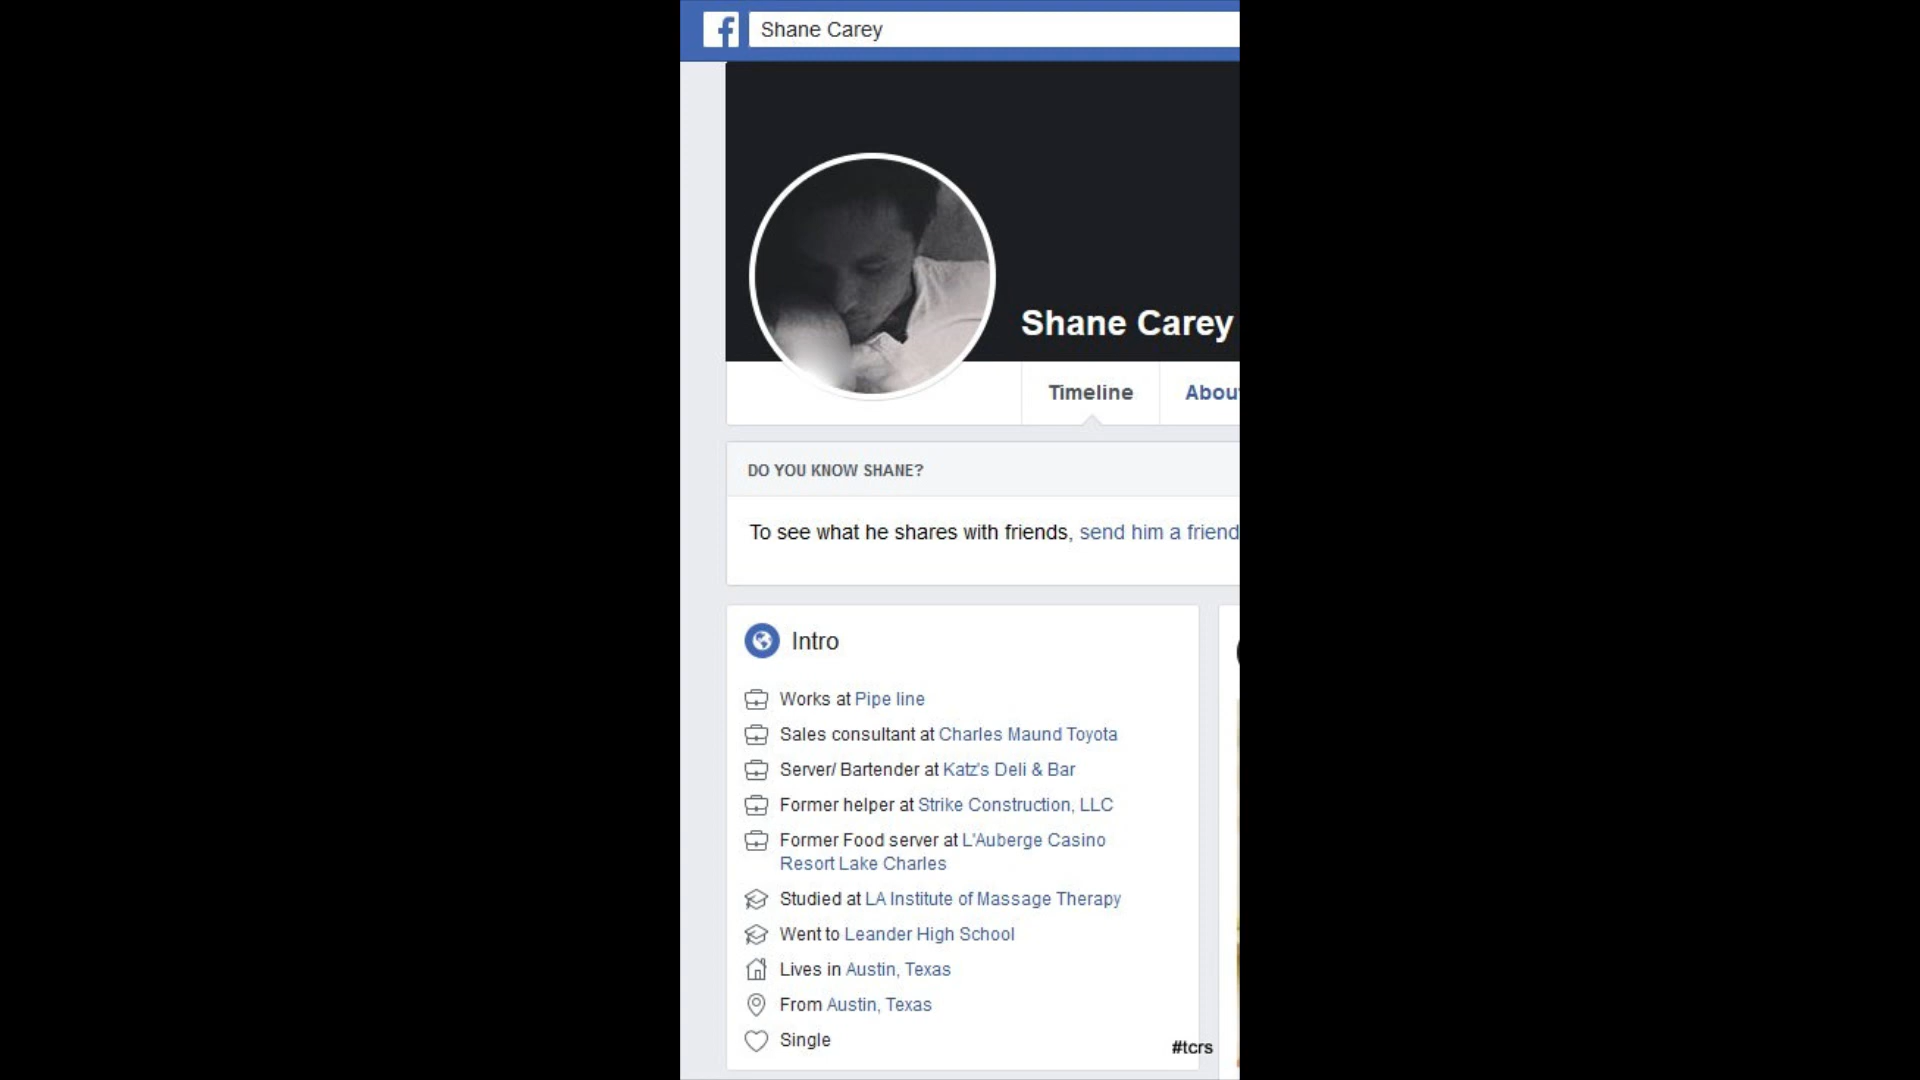 Shane Carey
Shane Carey
Timeline
Abou
DO YOU KNOW SHANE?
To see what he shares with friends, send him a friend
Intro
Works at Pipe line
Sales consultant at Charles Maund Toyota
Server/ Bartender at Katz's Deli & Bar
Former helper at Strike Construction, LLC
Former Food server at L'Auberge Casino
Resort Lake Charles
Studied at LA Institute of Massage Therapy
Went to Leander High School
Lives in Austin, Texas
From Austin, Texas
Single
#tcrs